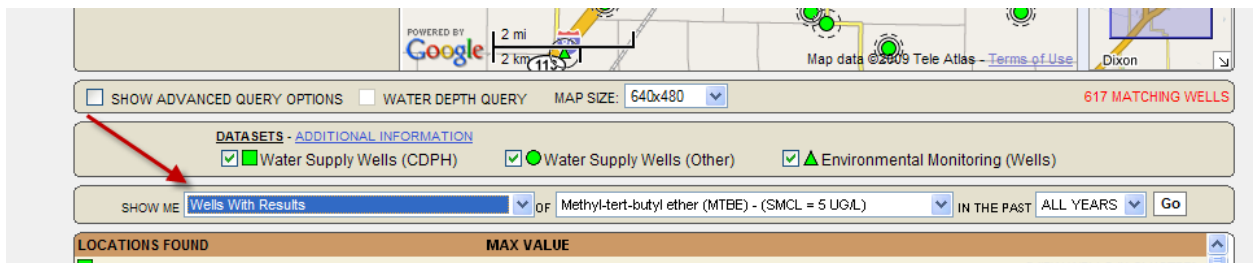 POWERED BY
Google
2 mi
2 km
113
Map data ©2009 Tele Atlas - Terms of Use
Dixon
SHOW ADVANCED QUERY OPTIONS WATER DEPTH QUERY MAP SIZE: 640x480 617 MATCHING WELLS
DATASETS - ADDITIONAL INFORMATION
Water Supply Wells (CDPH) Water Supply Wells (Other) Environmental Monitoring (Wells)
SHOW ME Wells With Results OF Methyl-tert-butyl ether (MTBE) - (SMCL = 5 UG/L) IN THE PAST ALL YEARS Go
LOCATIONS FOUND MAX VALUE